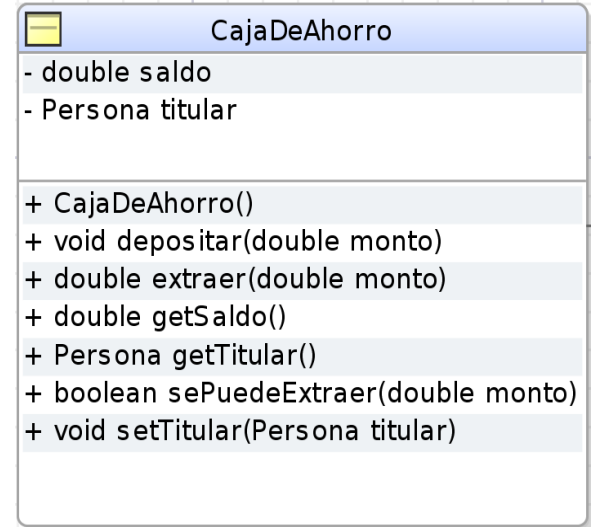 CajaDeAhorro
- double saldo
- Persona titular
+ CajaDeAhorro()
+ void depositar(double monto)
+ double extraer(double monto)
+ double getSaldo()
+ Persona getTitular()
+ boolean sePuedeExtraer(double monto)
+ void setTitular(Persona titular)